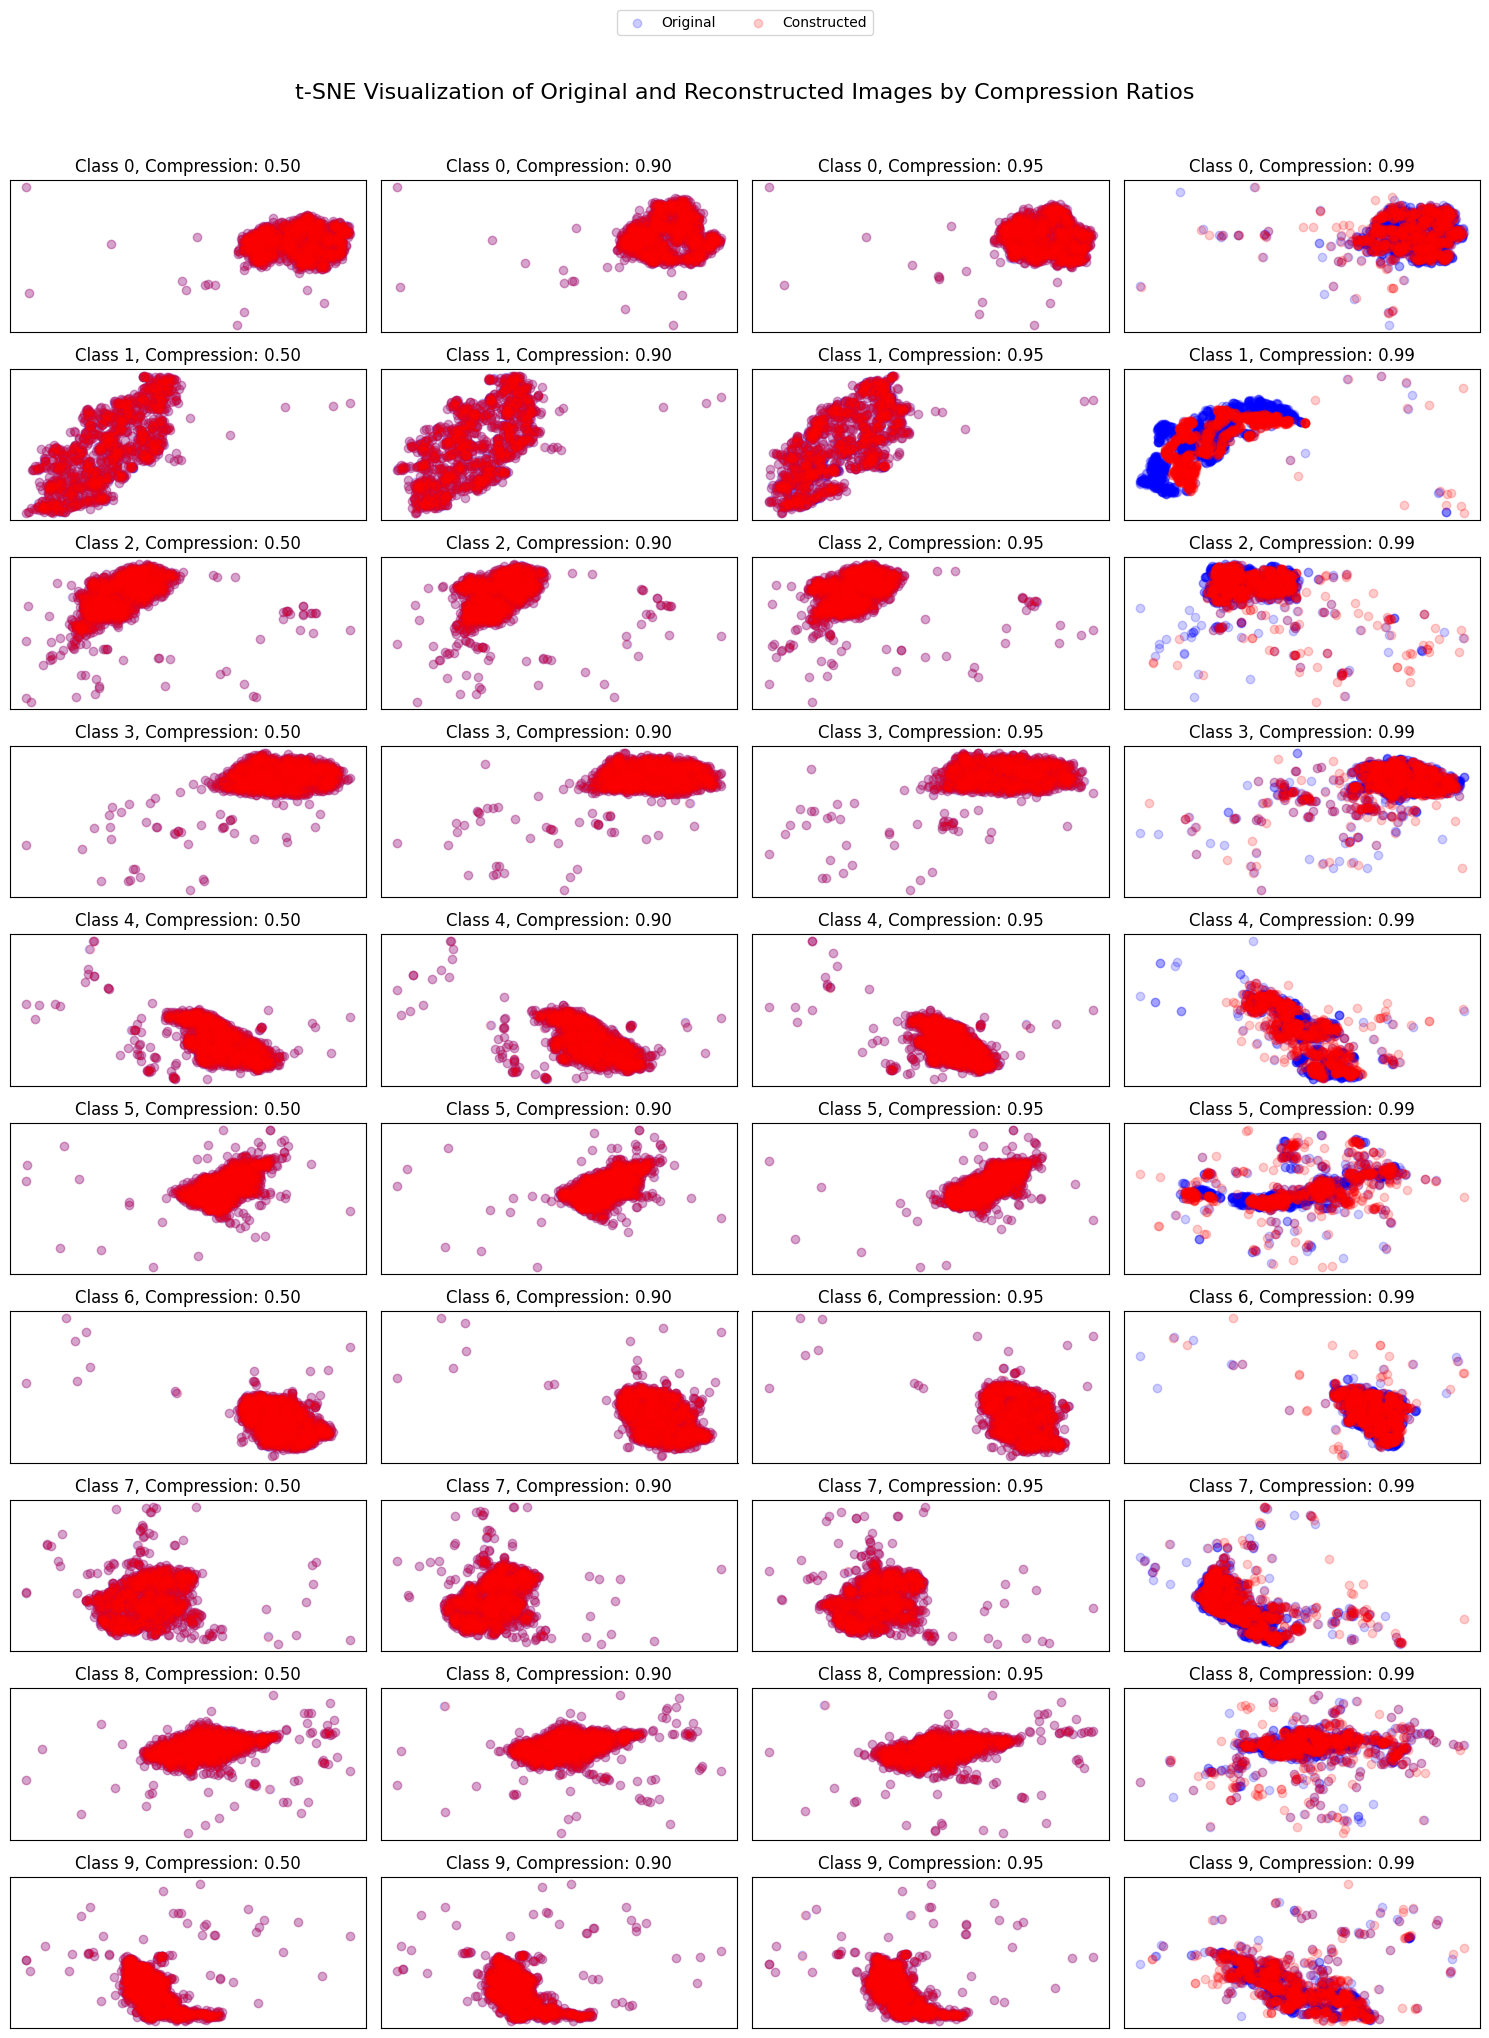 Original Constructed
t-SNE Visualization of Original and Reconstructed Images by Compression Ratios
Class 0, Compression: 0.50 Class 0, Compression: 0.90 Class 0, Compression: 0.95 Class 0, Compression: 0.99
Class 1, Compression: 0.50 Class 1, Compression: 0.90 Class 1, Compression: 0.95 Class 1, Compression: 0.99
Class 2, Compression: 0.50 Class 2, Compression: 0.90 Class 2, Compression: 0.95 Class 2, Compression: 0.99
Class 3, Compression: 0.50 Class 3, Compression: 0.90 Class 3, Compression: 0.95 Class 3, Compression: 0.99
Class 4, Compression: 0.50 Class 4, Compression: 0.90 Class 4, Compression: 0.95 Class 4, Compression: 0.99
Class 5, Compression: 0.50 Class 5, Compression: 0.90 Class 5, Compression: 0.95 Class 5, Compression: 0.99
Class 6, Compression: 0.50 Class 6, Compression: 0.90 Class 6, Compression: 0.95 Class 6, Compression: 0.99
Class 7, Compression: 0.50 Class 7, Compression: 0.90 Class 7, Compression: 0.95 Class 7, Compression: 0.99
Class 8, Compression: 0.50 Class 8, Compression: 0.90 Class 8, Compression: 0.95 Class 8, Compression: 0.99
Class 9, Compression: 0.50 Class 9, Compression: 0.90 Class 9, Compression: 0.95 Class 9, Compression: 0.99